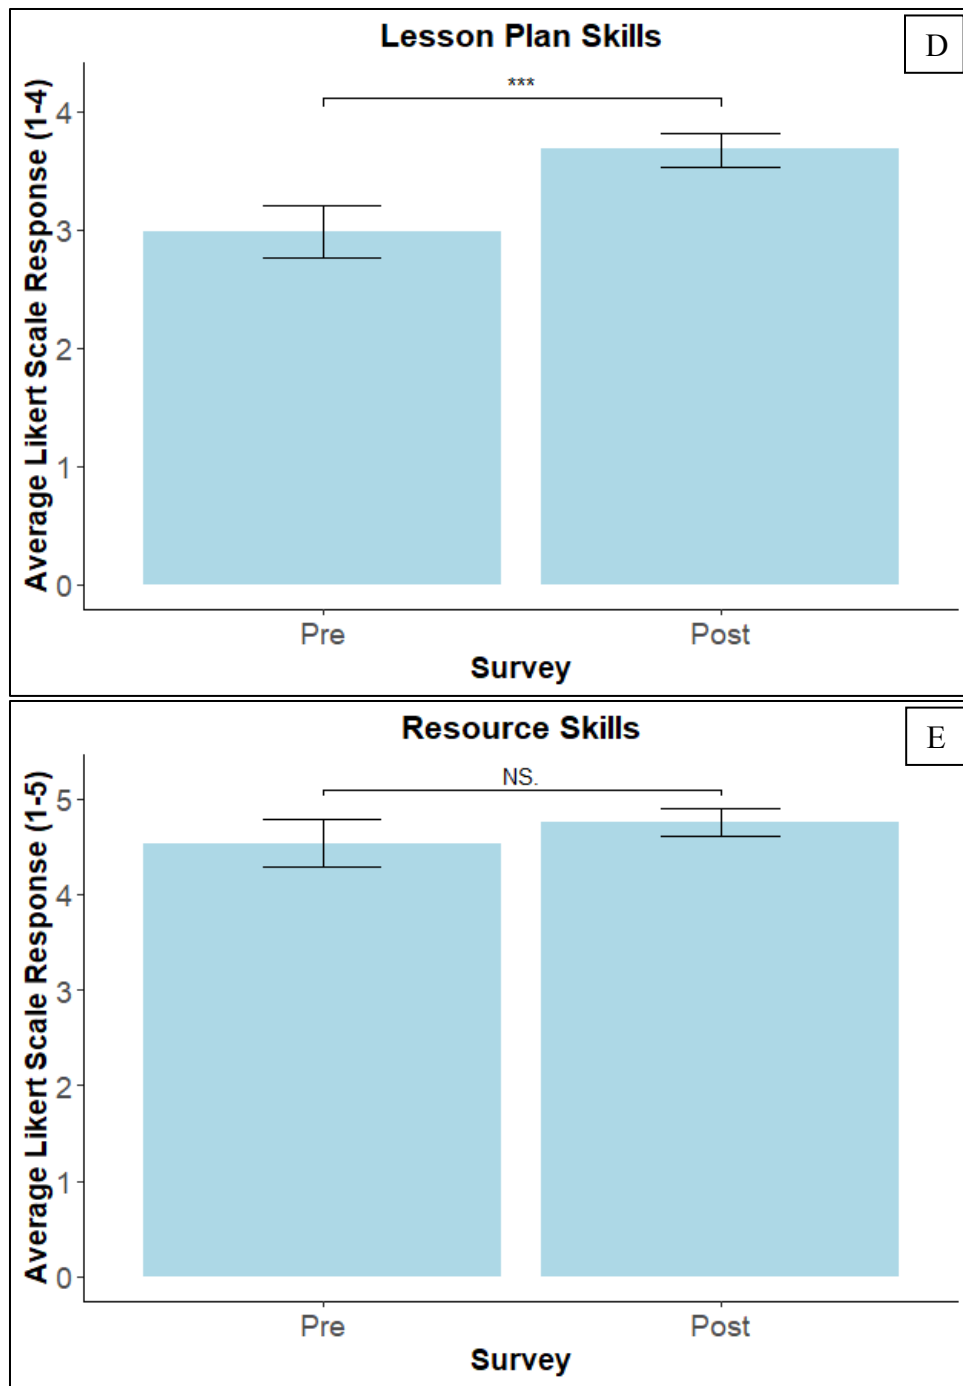 Lesson Plan Skills
D
Average Likert Scale Response (1-4)
***
4
3
2
1
0
Pre
Post
Survey
Resource Skills
E
Average Likert Scale Response (1-5)
NS.
5
4
3
2
1
0
Pre
Post
Survey